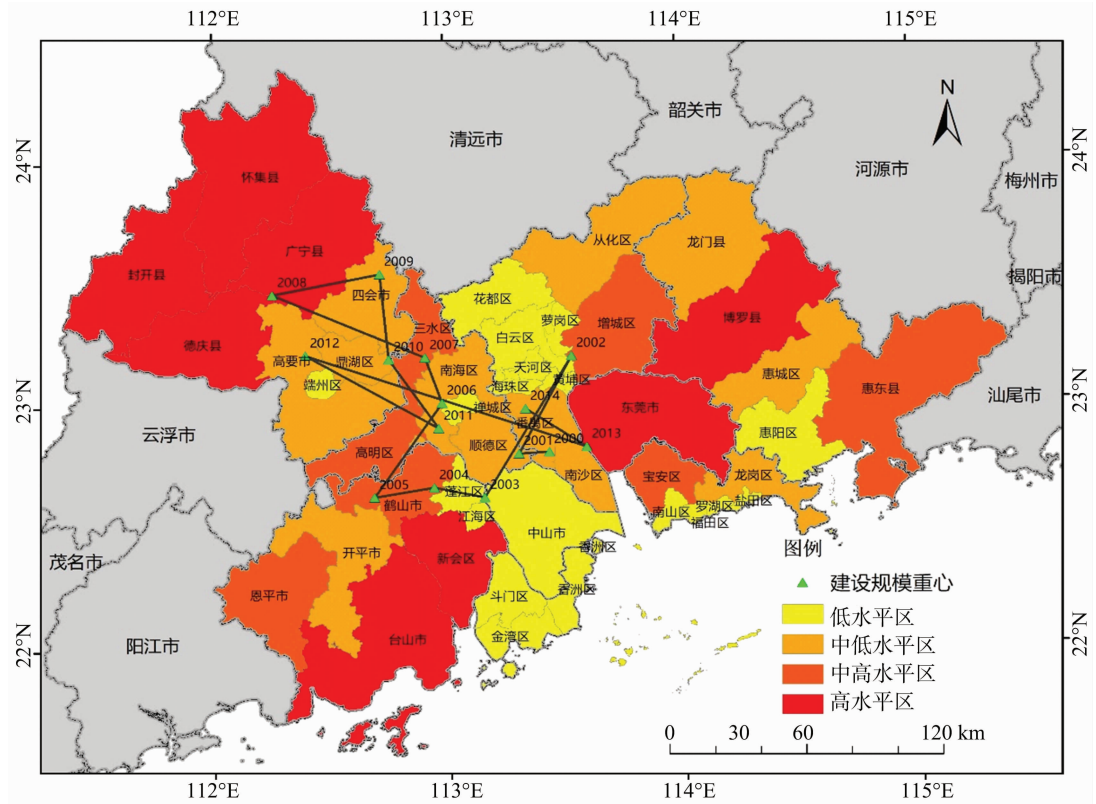 112°E
113°E
114°E
115°E
24°N
23°N
22°N
24°N
23°N
22°N
N
韶关市
清远市
河源市
梅州市
揭阳市
汕尾市
云浮市
茂名市
阳江市
怀集县
广宁县
封开县
德庆县
2009
2008
四会市
2012
高要市
鼎湖区
2010
端州区
三水区
2007
南海区
2006
2011
禅城区
顺德区
高明区
2005
2004
鹤山市
蓬江区
2003
江海区
从化区
龙门县
花都区
萝岗区
增城区
白云区
2002
天河区
黄埔区
海珠区
2014
番禺区
2001
2000
2013
南沙区
博罗县
惠城区
惠东县
东莞市
惠阳区
宝安区
龙岗区
南山区
罗湖区
盐田区
福田区
中山市
香洲区
香洲区
斗门区
金湾区
新会区
开平市
恩平市
台山市
图例
建设规模重心
低水平区
中低水平区
中高水平区
高水平区
0 30 60 120 km
112°E
113°E
114°E
115°E